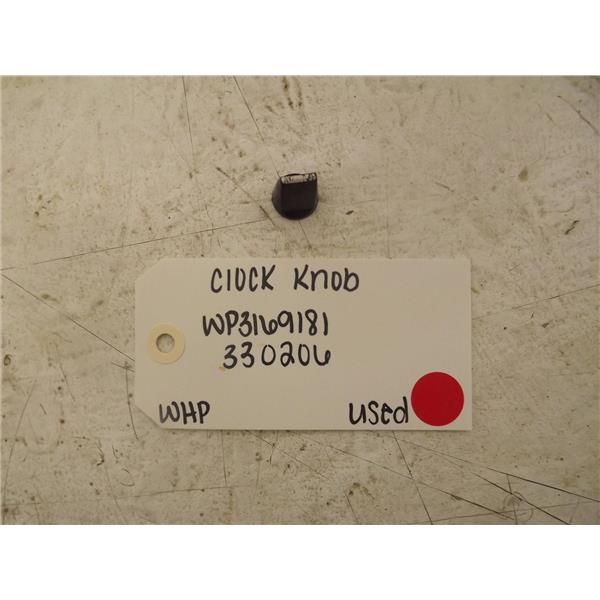 Clock Knob
WP3169181
330206
WHP
used